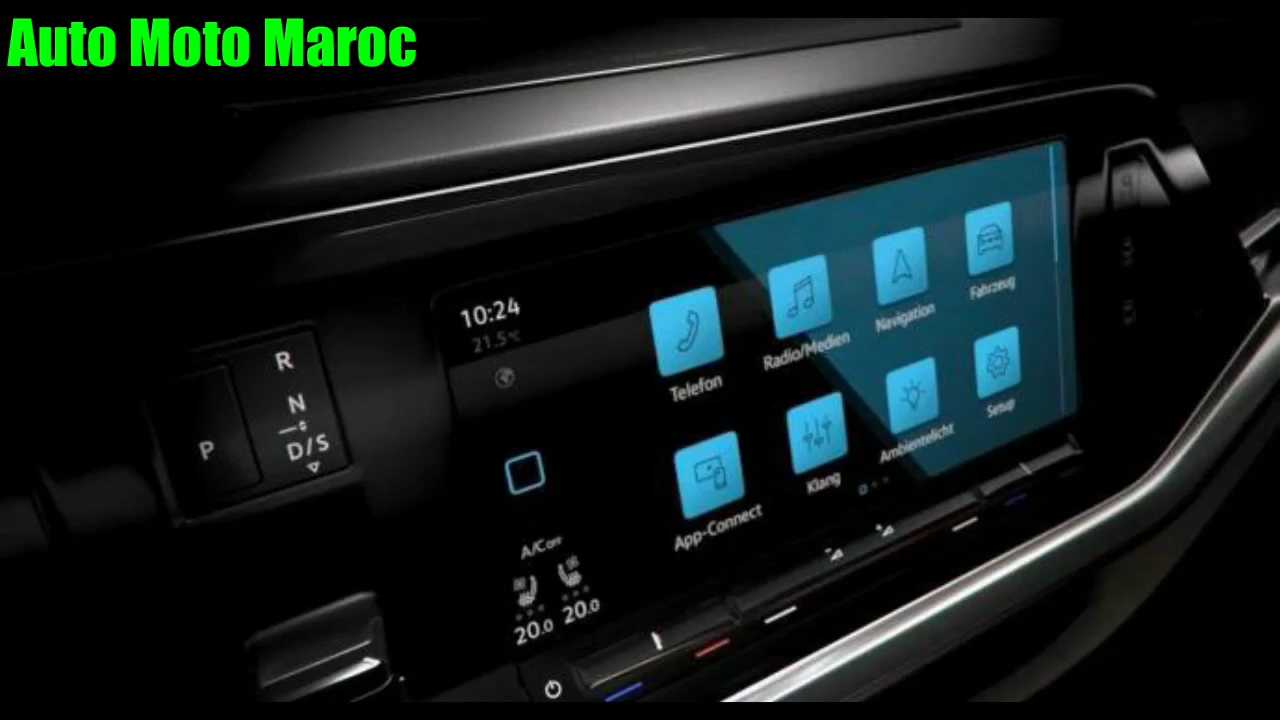 Auto Moto Maroc
10:24
21.5°C
R
N
D/S
P
Telefon
Radio/Medien
Navigation
Fahrzeug
App-Connect
Klang
Ambientelicht
Setup
A/C OFF
20.0 20.0